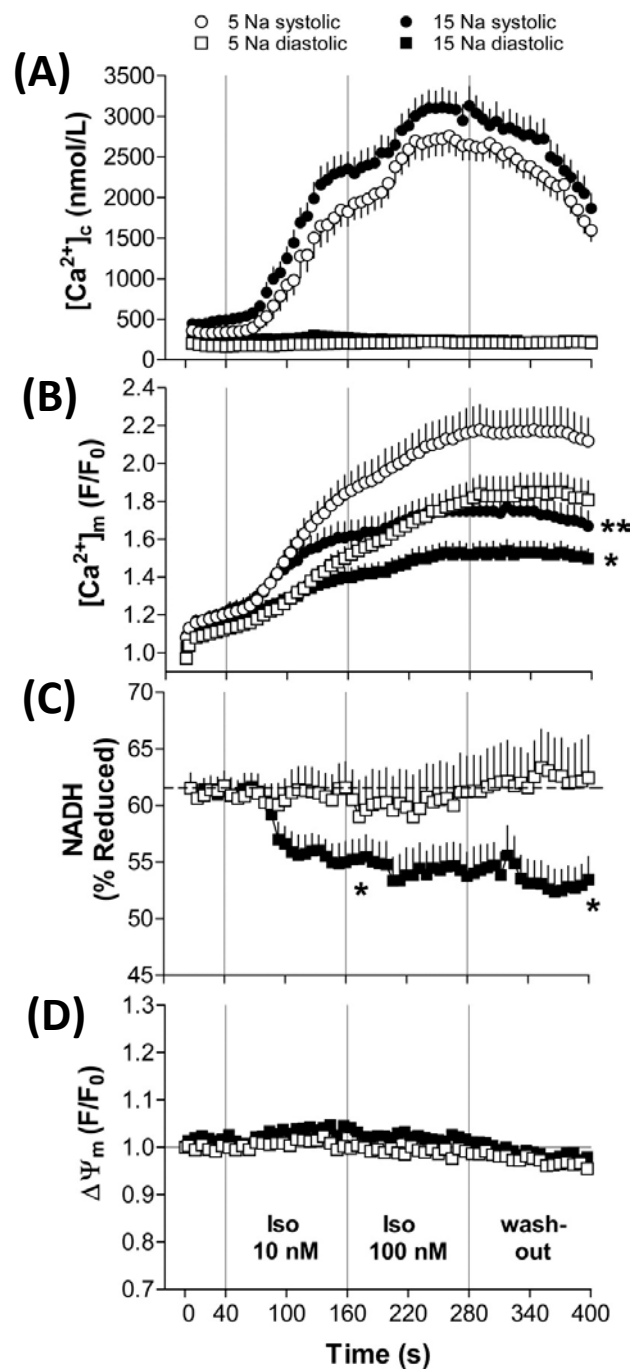 5 Na systolic 15 Na systolic
5 Na diastolic 15 Na diastolic
(A)
[Ca²⁺]c (nmol/L)
3500
3000
2500
2000
1500
1000
500
0
(B)
[Ca²⁺]m (F/F₀)
2.4
2.2
2.0
1.8
1.6
1.4
1.2
1.0
**
*
(C)
NADH
(% Reduced)
70
65
60
55
50
45
*
*
(D)
ΔΨm (F/F₀)
1.3
1.2
1.1
1.0
0.9
0.8
0.7
Iso
10 nM
Iso
100 nM
wash-
out
0 40 100 160 220 280 340 400
Time (s)